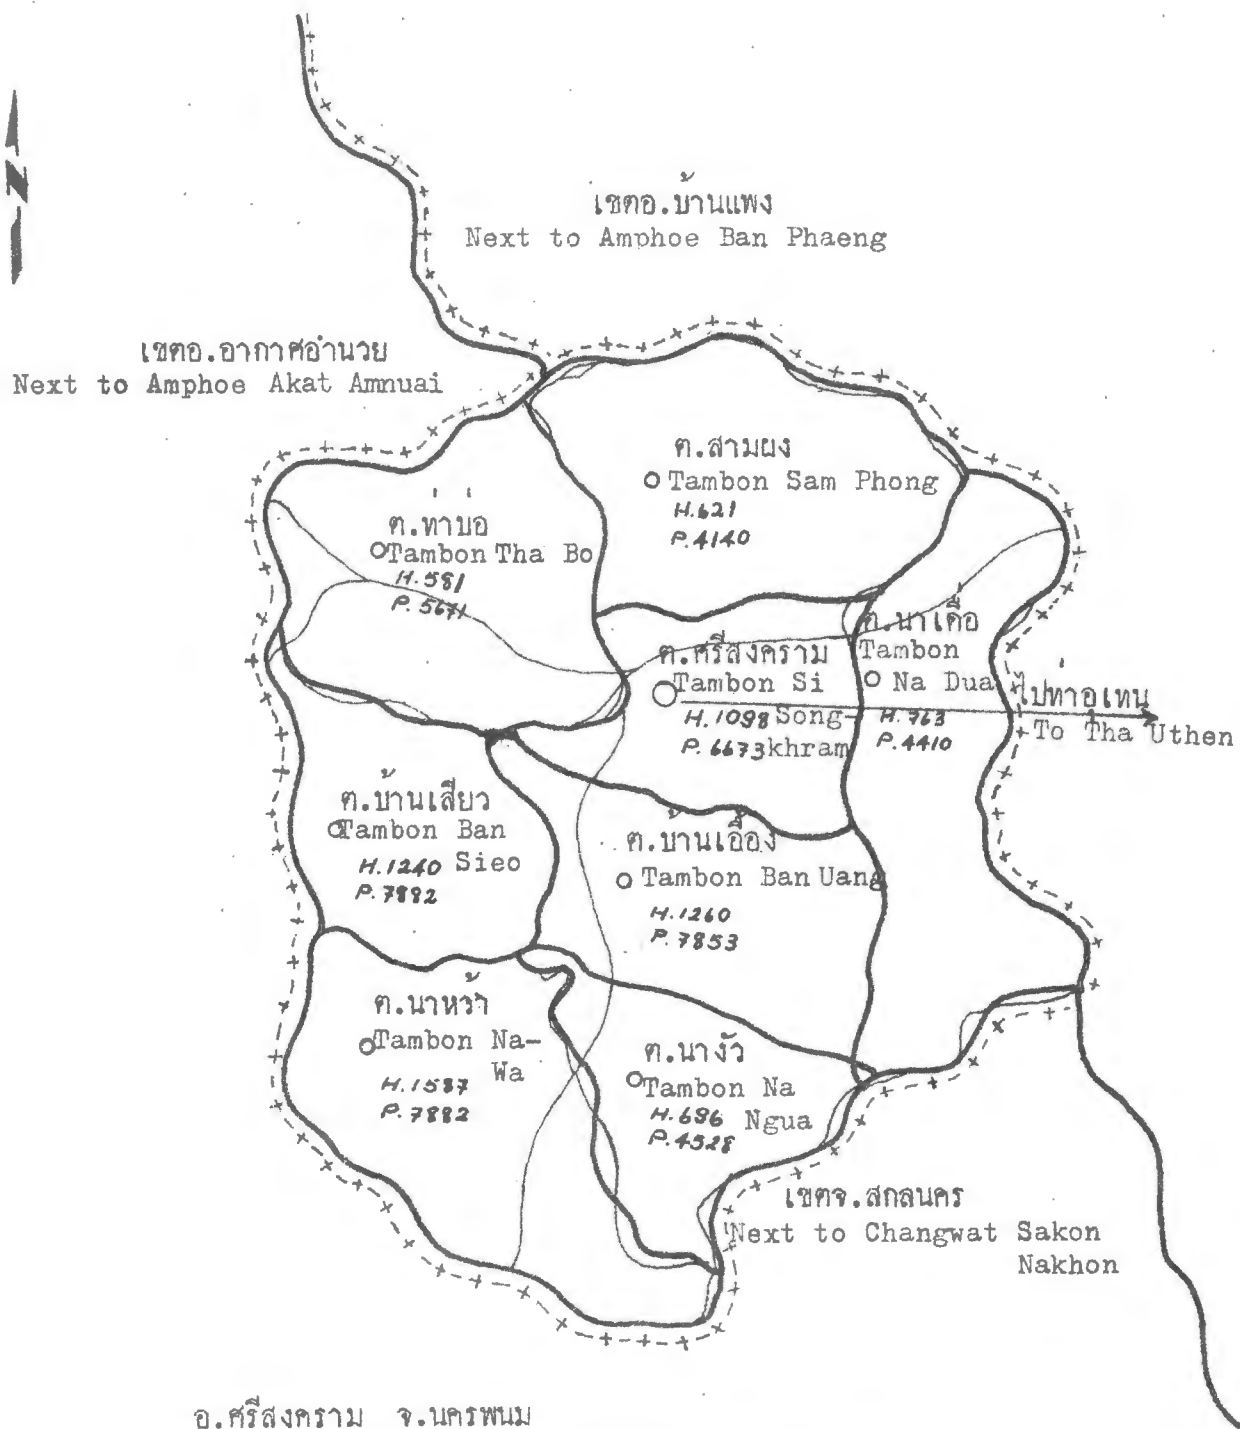 N
เขตอ.บ้านแพง
Next to Amphoe Ban Phaeng
เขตอ.อากาศอำนวย
Next to Amphoe Akat Amnuai
ต.สามผง
Tambon Sam Phong
H.621
P.4140
ต.ท่าบ่อ
Tambon Tha Bo
H.581
P.5671
ต.นาเดื่อ
Tambon
Na Dua
H.763
P.4410
ต.ศรีสงคราม
Tambon Si
H.1098 Song-
P.6673 khram
ไปท่าอุเทน
To Tha Uthen
ต.บ้านเสียว
Tambon Ban
H.1240 Sieo
P.7882
ต.บ้านเอื้อง
Tambon Ban Uang
H.1260
P.7853
ต.นาหว้า
Tambon Na-
Wa
H.1587
P.7882
ต.นางัว
Tambon Na
H.686 Ngua
P.4528
เขตจ.สกลนคร
Next to Changwat Sakon
Nakhon
อ.ศรีสงคราม จ.นครพนม